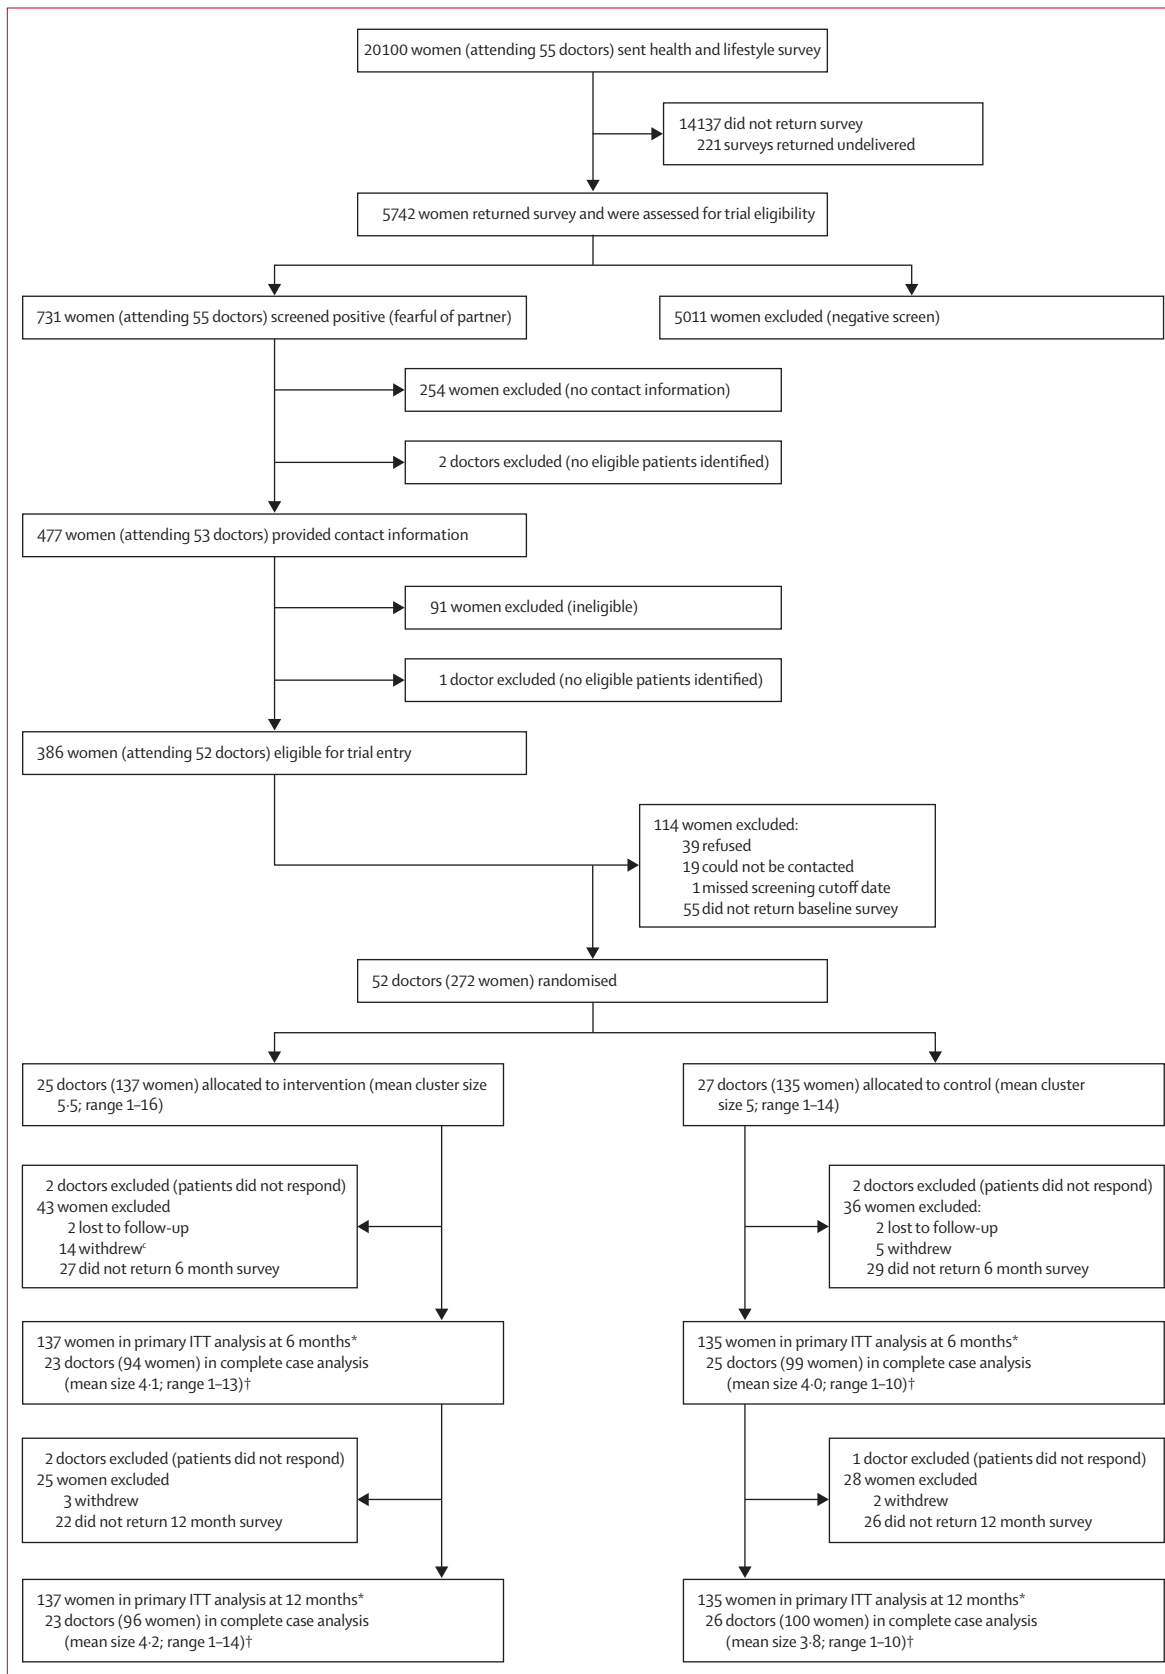 20100 women (attending 55 doctors) sent health and lifestyle survey
14137 did not return survey
221 surveys returned undelivered
5742 women returned survey and were assessed for trial eligibility
731 women (attending 55 doctors) screened positive (fearful of partner)
5011 women excluded (negative screen)
254 women excluded (no contact information)
2 doctors excluded (no eligible patients identified)
477 women (attending 53 doctors) provided contact information
91 women excluded (ineligible)
1 doctor excluded (no eligible patients identified)
386 women (attending 52 doctors) eligible for trial entry
114 women excluded:
39 refused
19 could not be contacted
1 missed screening cutoff date
55 did not return baseline survey
52 doctors (272 women) randomised
25 doctors (137 women) allocated to intervention (mean cluster size
5·5; range 1–16)
27 doctors (135 women) allocated to control (mean cluster
size 5; range 1–14)
2 doctors excluded (patients did not respond)
43 women excluded
2 lost to follow-up
14 withdrewᶜ
27 did not return 6 month survey
2 doctors excluded (patients did not respond)
36 women excluded:
2 lost to follow-up
5 withdrew
29 did not return 6 month survey
137 women in primary ITT analysis at 6 months*
23 doctors (94 women) in complete case analysis
(mean size 4·1; range 1–13)†
135 women in primary ITT analysis at 6 months*
25 doctors (99 women) in complete case analysis
(mean size 4·0; range 1–10)†
2 doctors excluded (patients did not respond)
25 women excluded
3 withdrew
22 did not return 12 month survey
1 doctor excluded (patients did not respond)
28 women excluded
2 withdrew
26 did not return 12 month survey
137 women in primary ITT analysis at 12 months*
23 doctors (96 women) in complete case analysis
(mean size 4·2; range 1–14)†
135 women in primary ITT analysis at 12 months*
26 doctors (100 women) in complete case analysis
(mean size 3·8; range 1–10)†